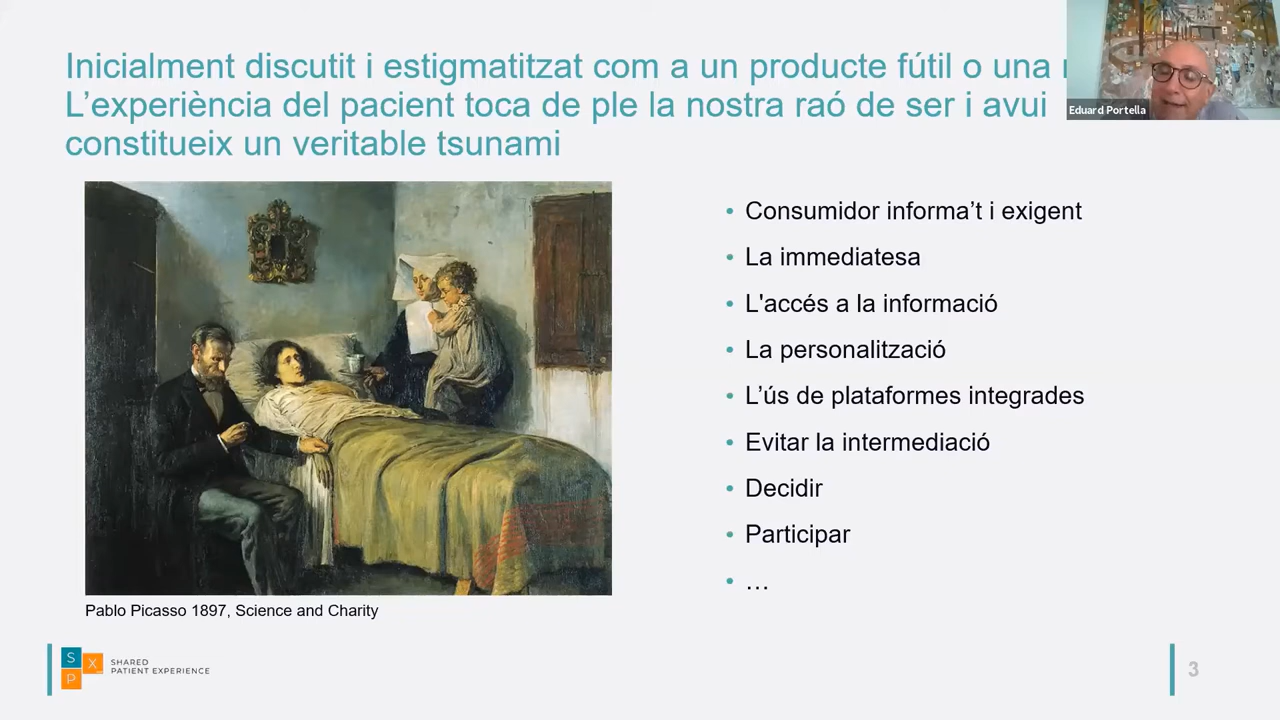 Inicialment discutit i estigmatitzat com a un producte fútil o una
L’experiència del pacient toca de ple la nostra raó de ser i avui
constitueix un veritable tsunami
Eduard Portella
• Consumidor informa’t i exigent
• La immediatesa
• L'accés a la informació
• La personalització
• L’ús de plataformes integrades
• Evitar la intermediació
• Decidir
• Participar
• …
Pablo Picasso 1897, Science and Charity
S X P
SHARED
PATIENT EXPERIENCE
3